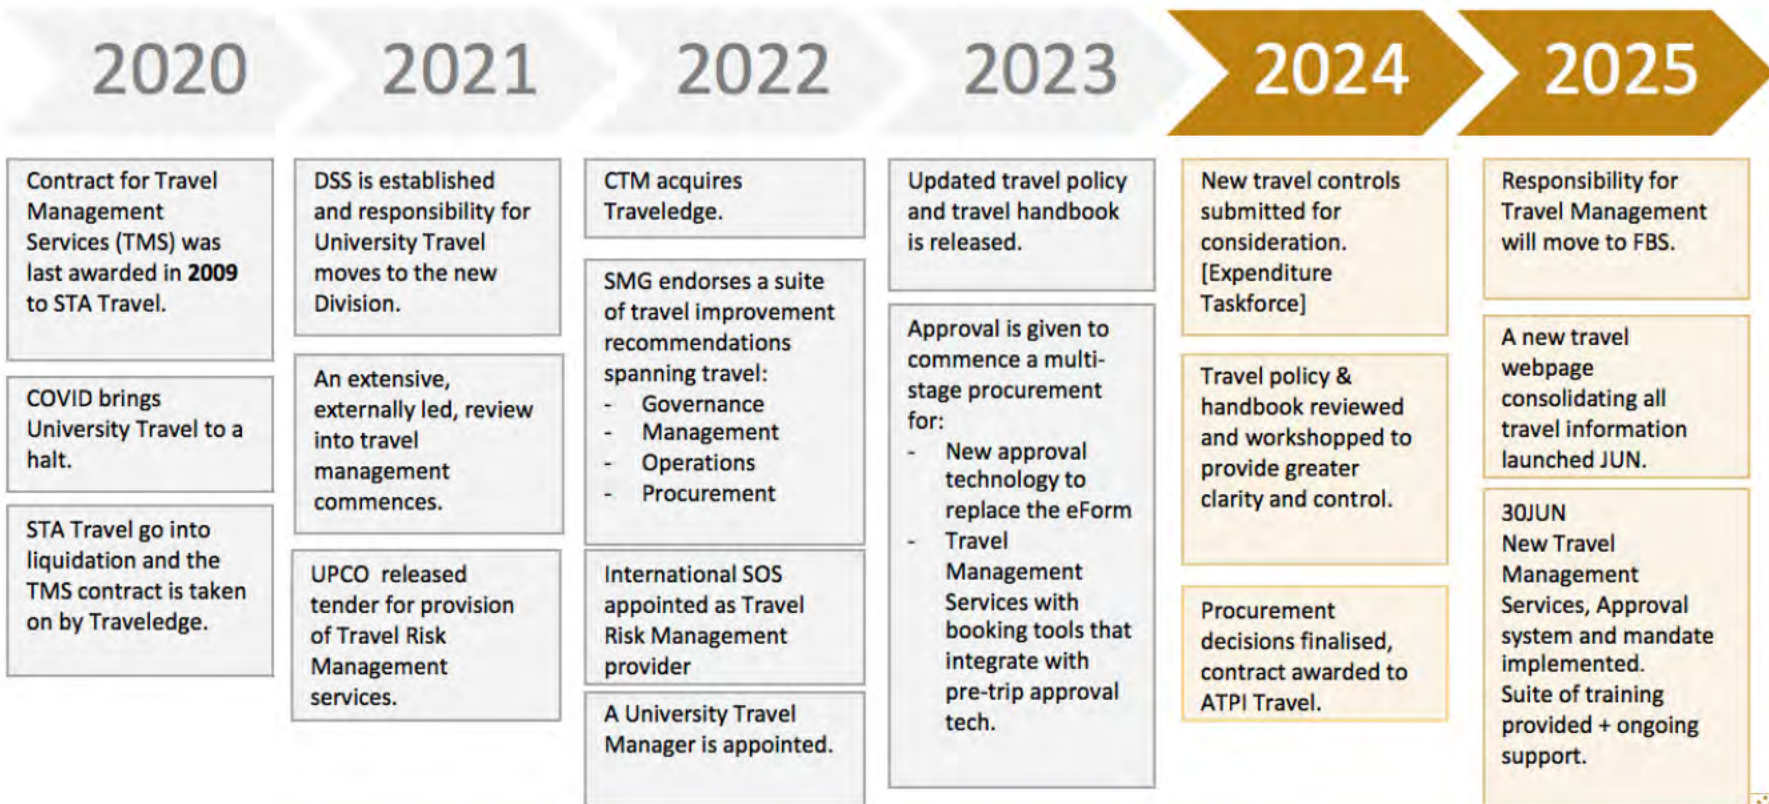 2020
2021
2022
2023
2024
2025
Contract for Travel
Management
Services (TMS) was
last awarded in 2009
to STA Travel.
COVID brings
University Travel to a
halt.
STA Travel go into
liquidation and the
TMS contract is taken
on by Traveledge.
DSS is established
and responsibility for
University Travel
moves to the new
Division.
An extensive,
externally led, review
into travel
management
commences.
UPCO released
tender for provision
of Travel Risk
Management
services.
CTM acquires
Traveledge.
SMG endorses a suite
of travel improvement
recommendations
spanning travel:
- Governance
- Management
- Operations
- Procurement
International SOS
appointed as Travel
Risk Management
provider
A University Travel
Manager is appointed.
Updated travel policy
and travel handbook
is released.
Approval is given to
commence a multi-
stage procurement
for:
- New approval
technology to
replace the eForm
- Travel
Management
Services with
booking tools that
integrate with
pre-trip approval
tech.
New travel controls
submitted for
consideration.
[Expenditure
Taskforce]
Travel policy &
handbook reviewed
and workshopped to
provide greater
clarity and control.
Procurement
decisions finalised,
contract awarded to
ATPI Travel.
Responsibility for
Travel Management
will move to FBS.
A new travel
webpage
consolidating all
travel information
launched JUN.
30JUN
New Travel
Management
Services, Approval
system and mandate
implemented.
Suite of training
provided + ongoing
support.